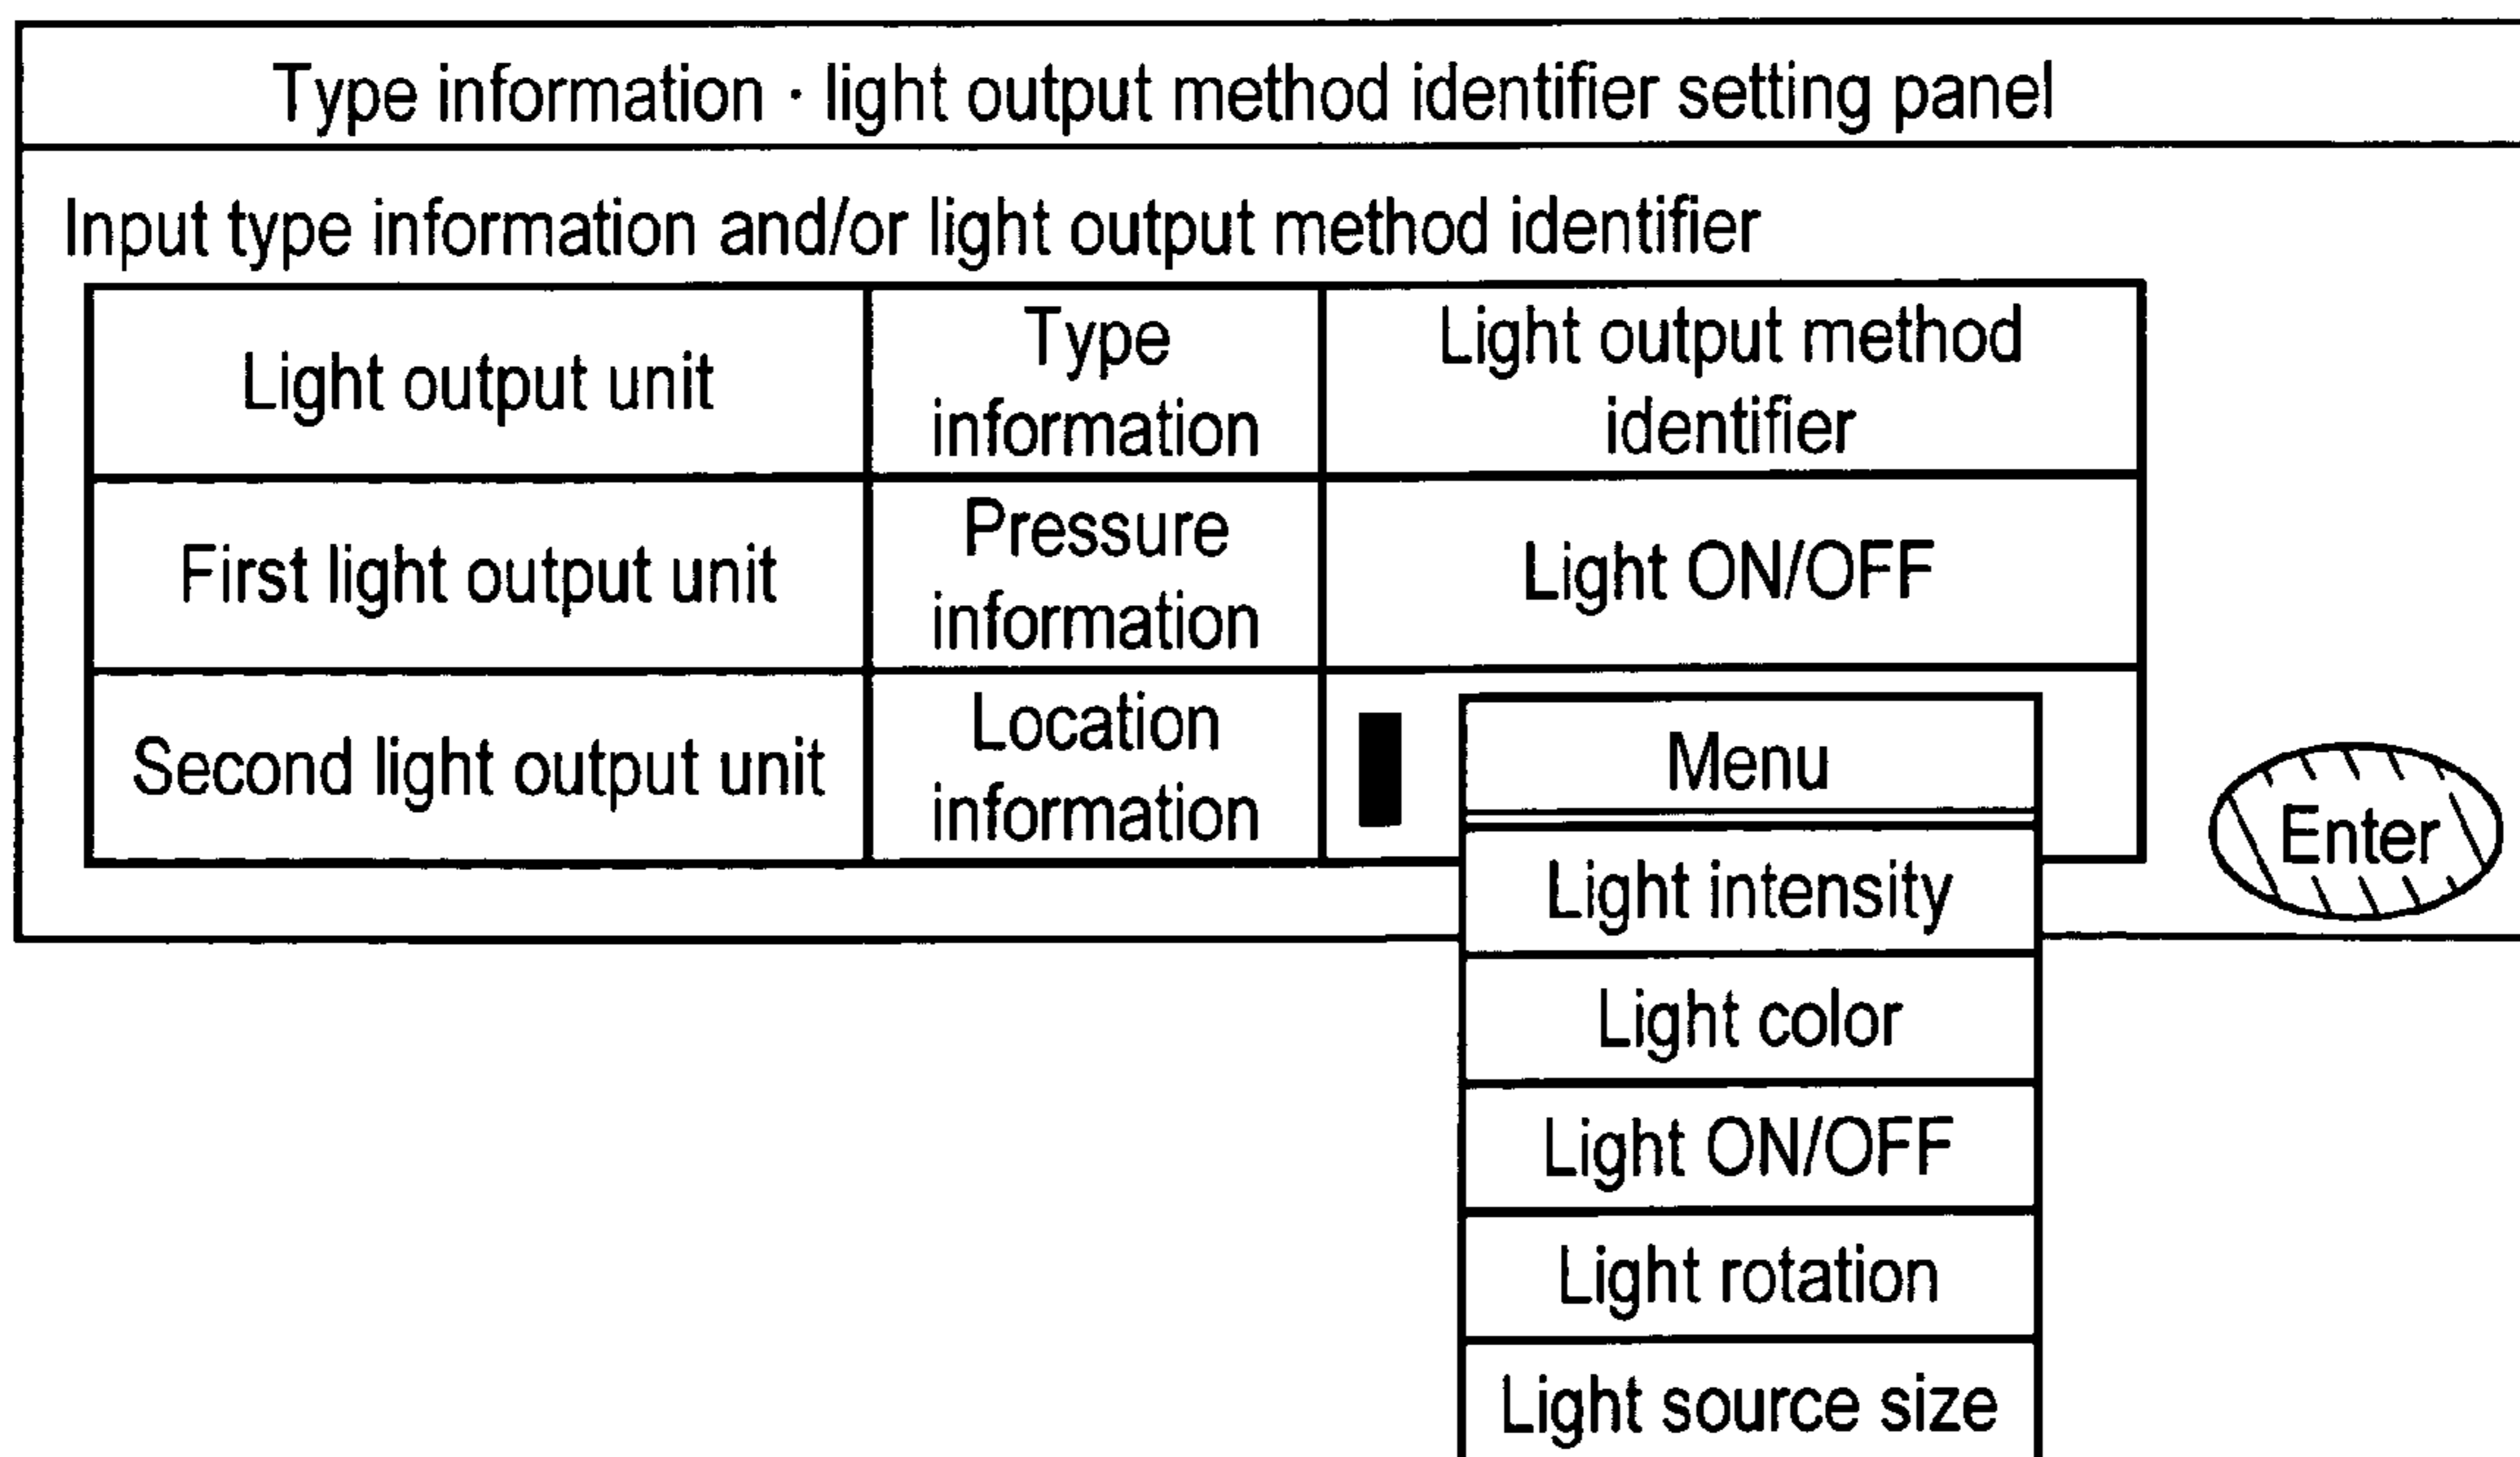 Type information · light output method identifier setting panel
Input type information and/or light output method identifier
Light output unit
Type
information
Light output method
identifier
First light output unit
Pressure
information
Light ON/OFF
Second light output unit
Location
information
Menu
Light intensity
Light color
Light ON/OFF
Light rotation
Light source size
Enter